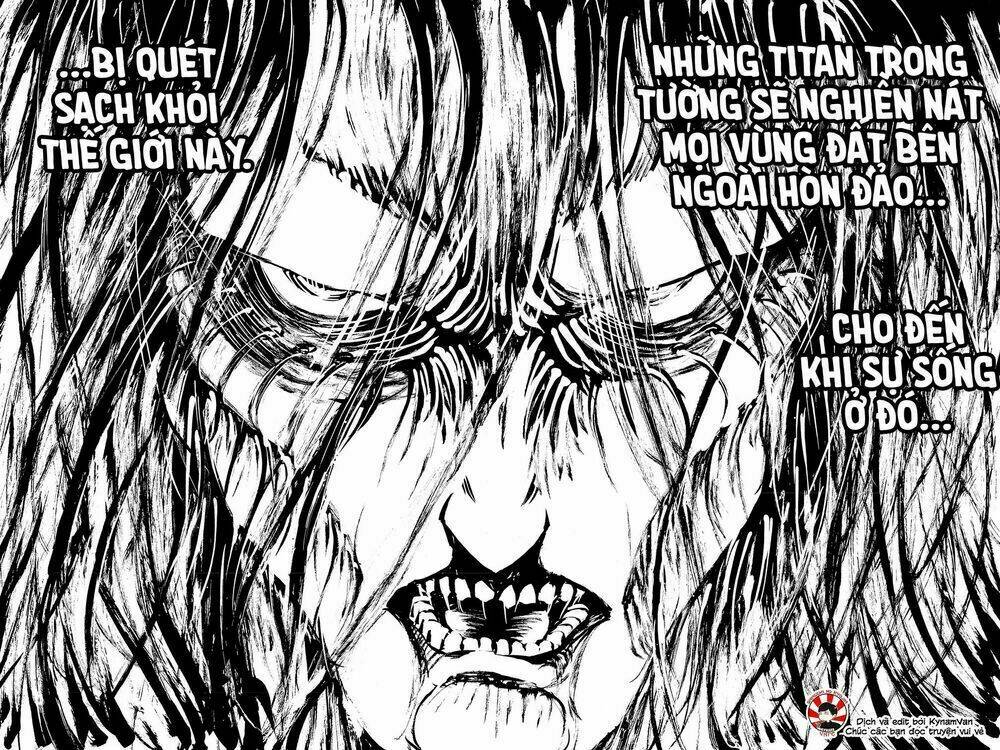 NHỮNG TITAN TRONG
TƯỜNG SẼ NGHIỀN NÁT
MỌI VÙNG ĐẤT BÊN
NGOÀI HÒN ĐẢO...
CHO ĐẾN
KHI SỰ SỐNG
Ở ĐÓ...
...BỊ QUÉT
SẠCH KHỎI
THẾ GIỚI NÀY.
Dịch và edit bởi KynamVan
Chúc các bạn đọc truyện vui vẻ